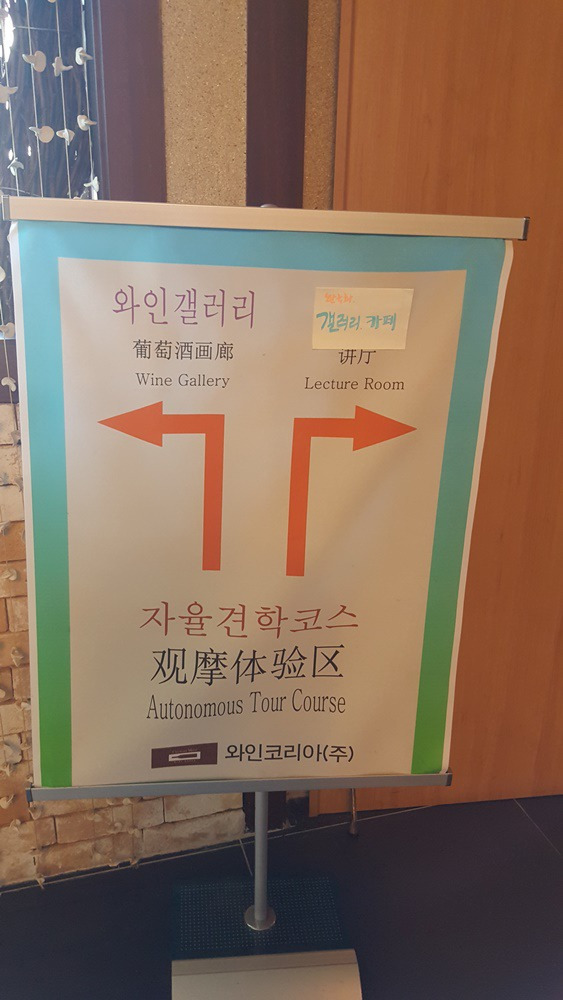 와인갤러리
葡萄酒画廊
Wine Gallery
갤러리 카페
讲厅
Lecture Room
자율견학코스
观摩体验区
Autonomous Tour Course
와인코리아(주)